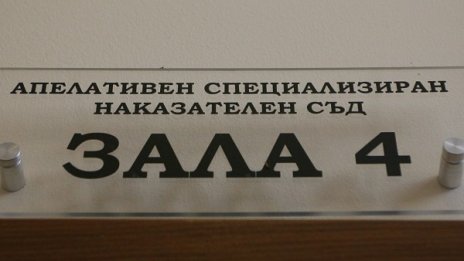 АПЕЛАТИВЕН СПЕЦИАЛИЗИРАН
НАКАЗАТЕЛЕН СЪД
ЗАЛА 4